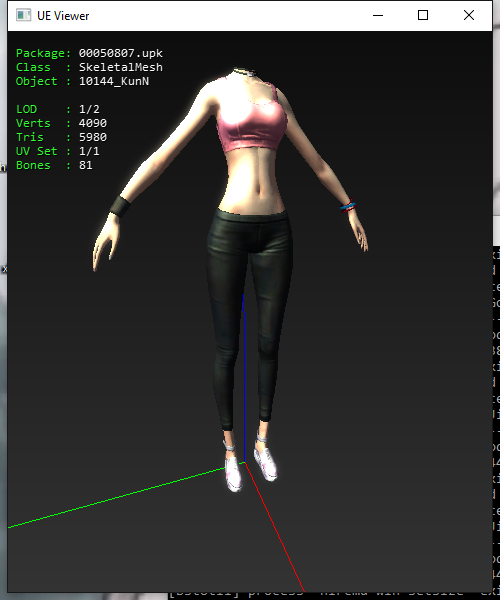 UE Viewer
Package: 00050807.upk
Class : SkeletalMesh
Object : 10144_KunN
LOD : 1/2
Verts : 4090
Tris : 5980
UV Set : 1/1
Bones : 81